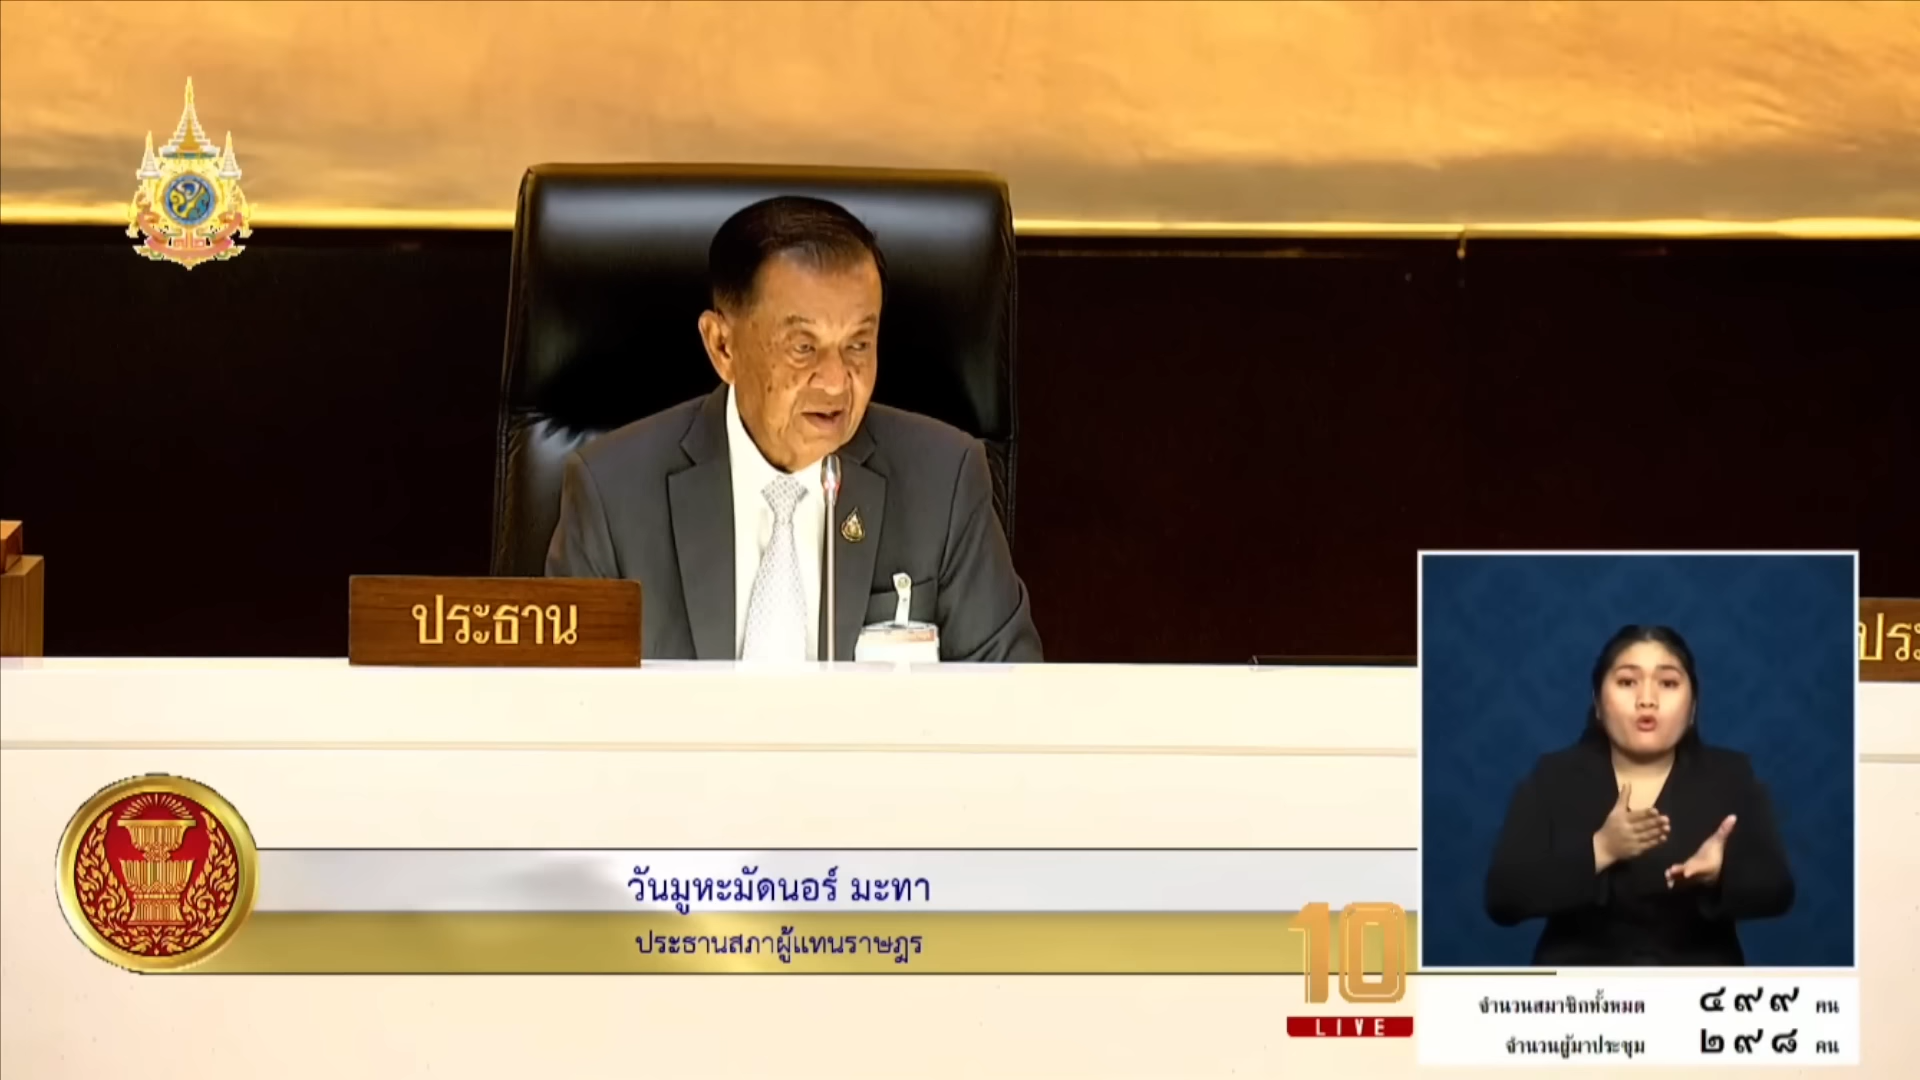 ประธาน
ประ
วันมูหะมัดนอร์ มะทา
ประธานสภาผู้แทนราษฎร
10
LIVE
จำนวนสมาชิกทั้งหมด ๔๙๙ คน
จำนวนผู้มาประชุม ๒๙๘ คน